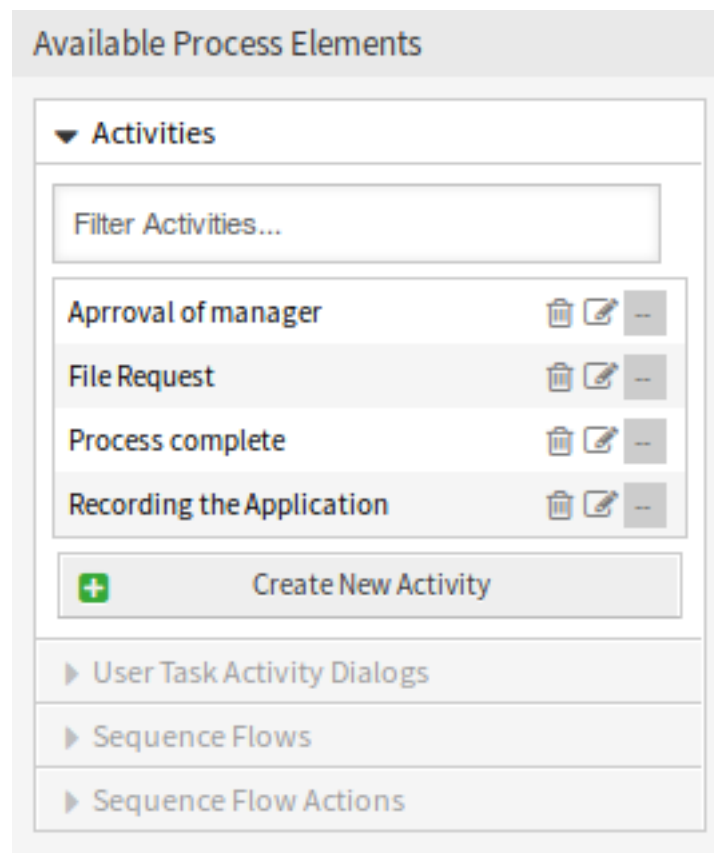 Available Process Elements
Activities
Filter Activities...
Aprroval of manager
--
File Request
--
Process complete
--
Recording the Application
--
Create New Activity
User Task Activity Dialogs
Sequence Flows
Sequence Flow Actions